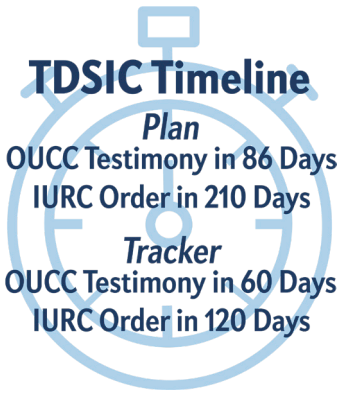 TDSIC Timeline
Plan
OUCC Testimony in 86 Days
IURC Order in 210 Days
Tracker
OUCC Testimony in 60 Days
IURC Order in 120 Days